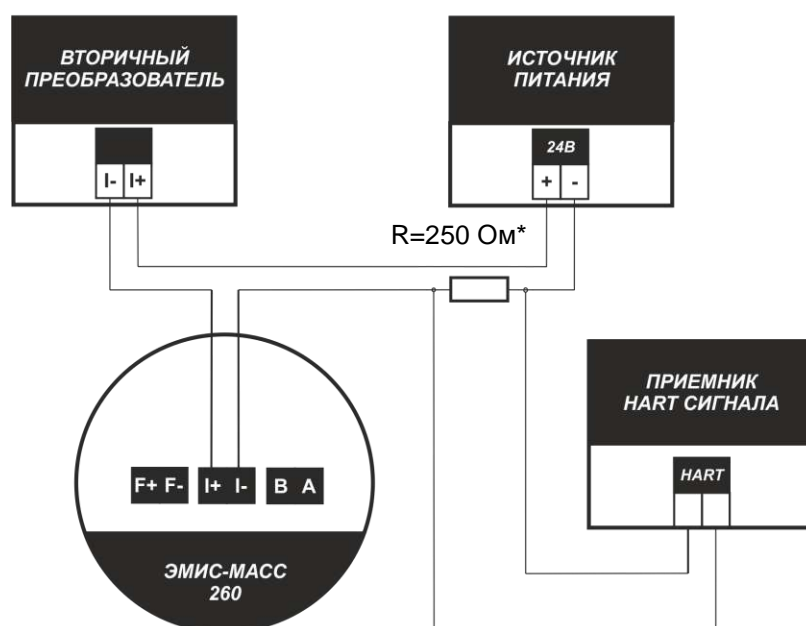 ВТОРИЧНЫЙ
ПРЕОБРАЗОВАТЕЛЬ
I- I+
ИСТОЧНИК
ПИТАНИЯ
24В
+ -
R=250 Ом*
ПРИЕМНИК
HART СИГНАЛА
HART
F+ F- I+ I- B A
ЭМИС-МАСС
260